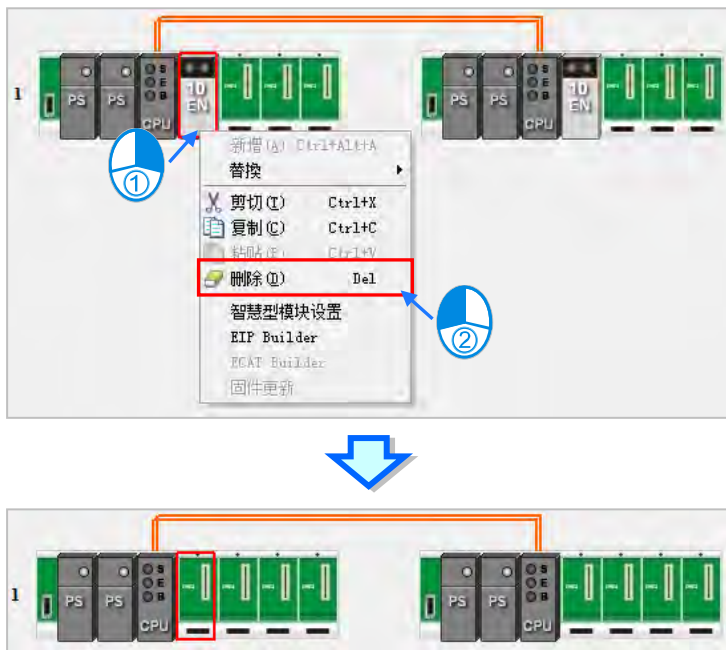 1
PS PS CPU S E B 10 EN
PS PS CPU S E B 10 EN
①
新增(A) Ctrl+Alt+A
替换
剪切(T) Ctrl+X
复制(C) Ctrl+C
粘贴(P) Ctrl+V
删除(D) Del
②
智慧型模块设置
EIP Builder
ECAT Builder
固件更新
1
PS PS CPU S E B
PS PS CPU S E B